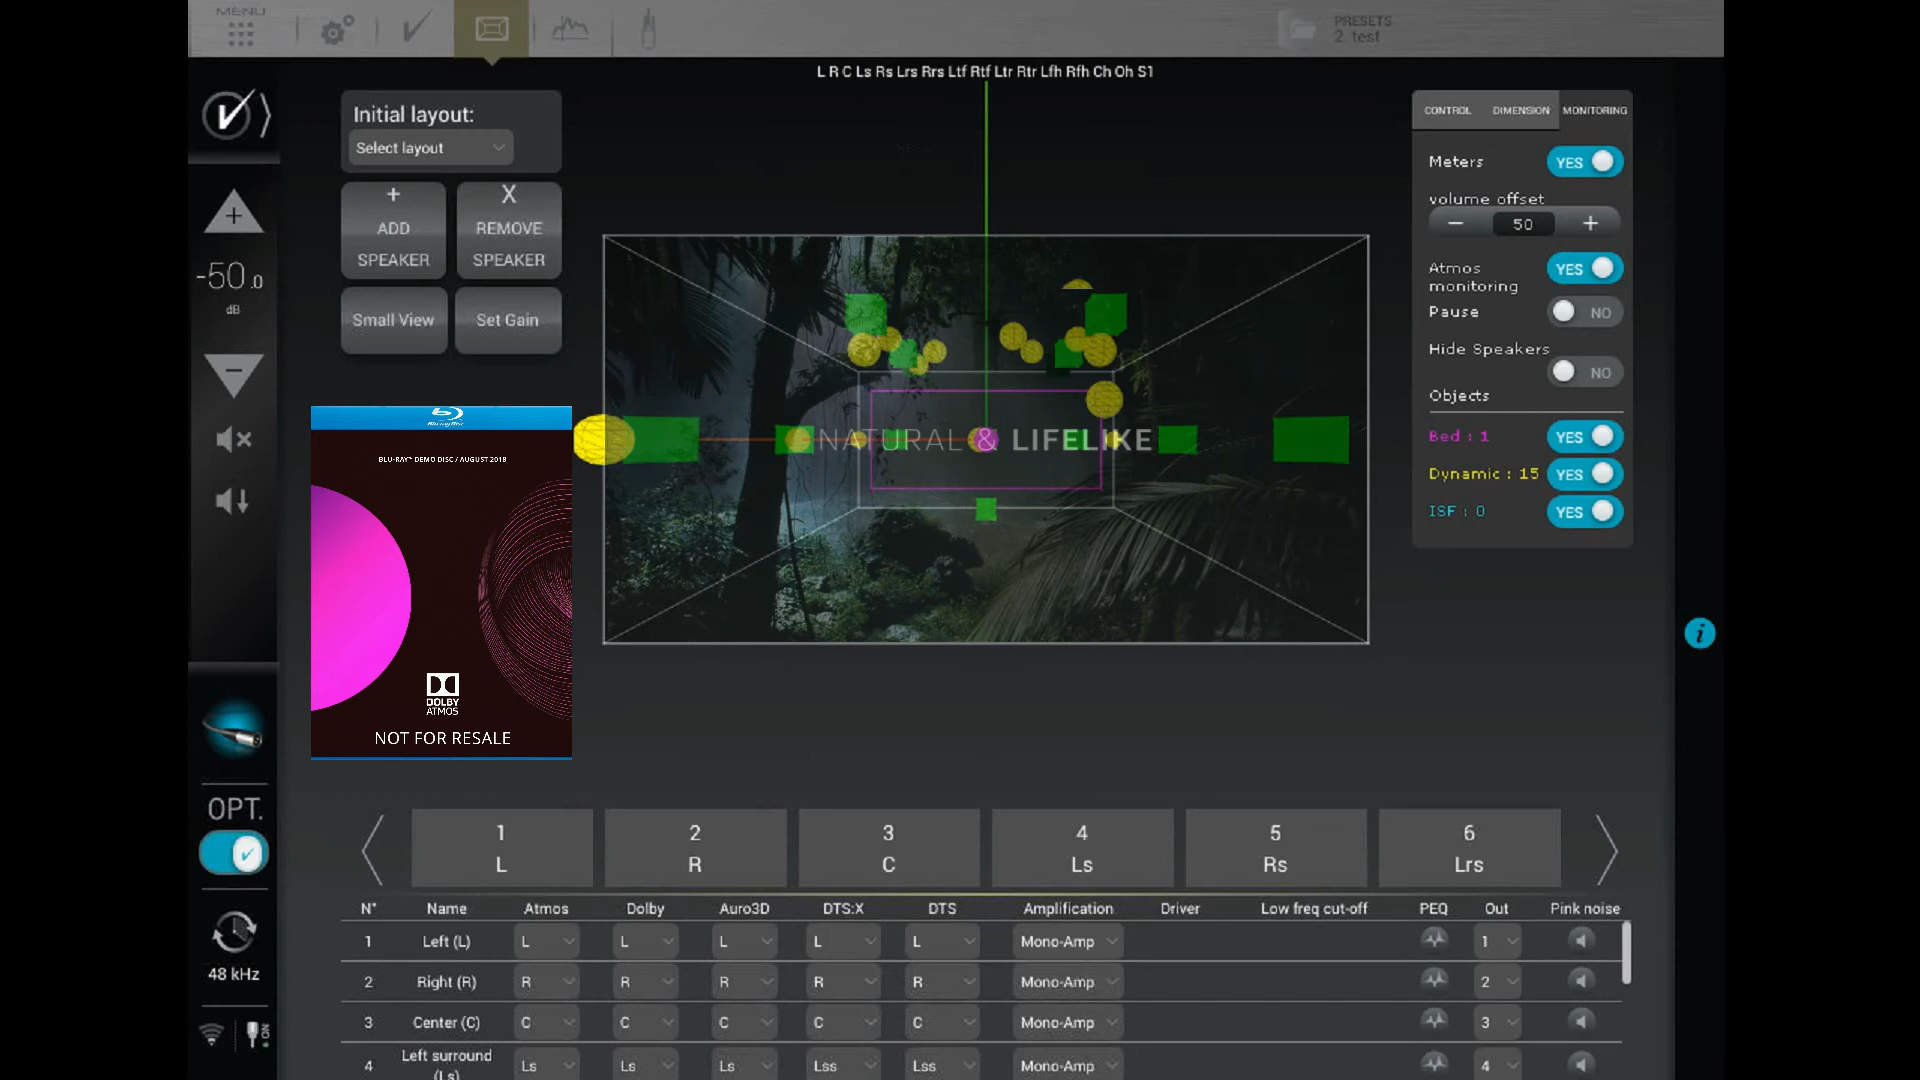 MENU
PRESETS
2. test
L R C Ls Rs Lrs Rrs Ltf Rtf Ltr Rtr Lfh Rfh Ch Oh S1
Initial layout:
Select layout
+
ADD
SPEAKER
X
REMOVE
SPEAKER
Small View
Set Gain
-50.0
dB
CONTROL DIMENSION MONITORING
Meters YES
volume offset
− 50 +
Atmos
monitoring YES
Pause NO
Hide Speakers
NO
Objects
Bed : 1 YES
Dynamic : 15 YES
ISF : 0 YES
NATURAL & LIFELIKE
Blu-ray Disc
BLU-RAY™ DEMO DISC / AUGUST 2018
DOLBY
ATMOS
NOT FOR RESALE
OPT.
48 kHz
NO
1
L
2
R
3
C
4
Ls
5
Rs
6
Lrs
N° Name Atmos Dolby Auro3D DTS:X DTS Amplification Driver Low freq cut-off PEQ Out Pink noise
1 Left (L) L L L L L Mono-Amp 1
2 Right (R) R R R R R Mono-Amp 2
3 Center (C) C C C C C Mono-Amp 3
4 Left surround
(Ls) Ls Ls Ls Lss Lss Mono-Amp 4